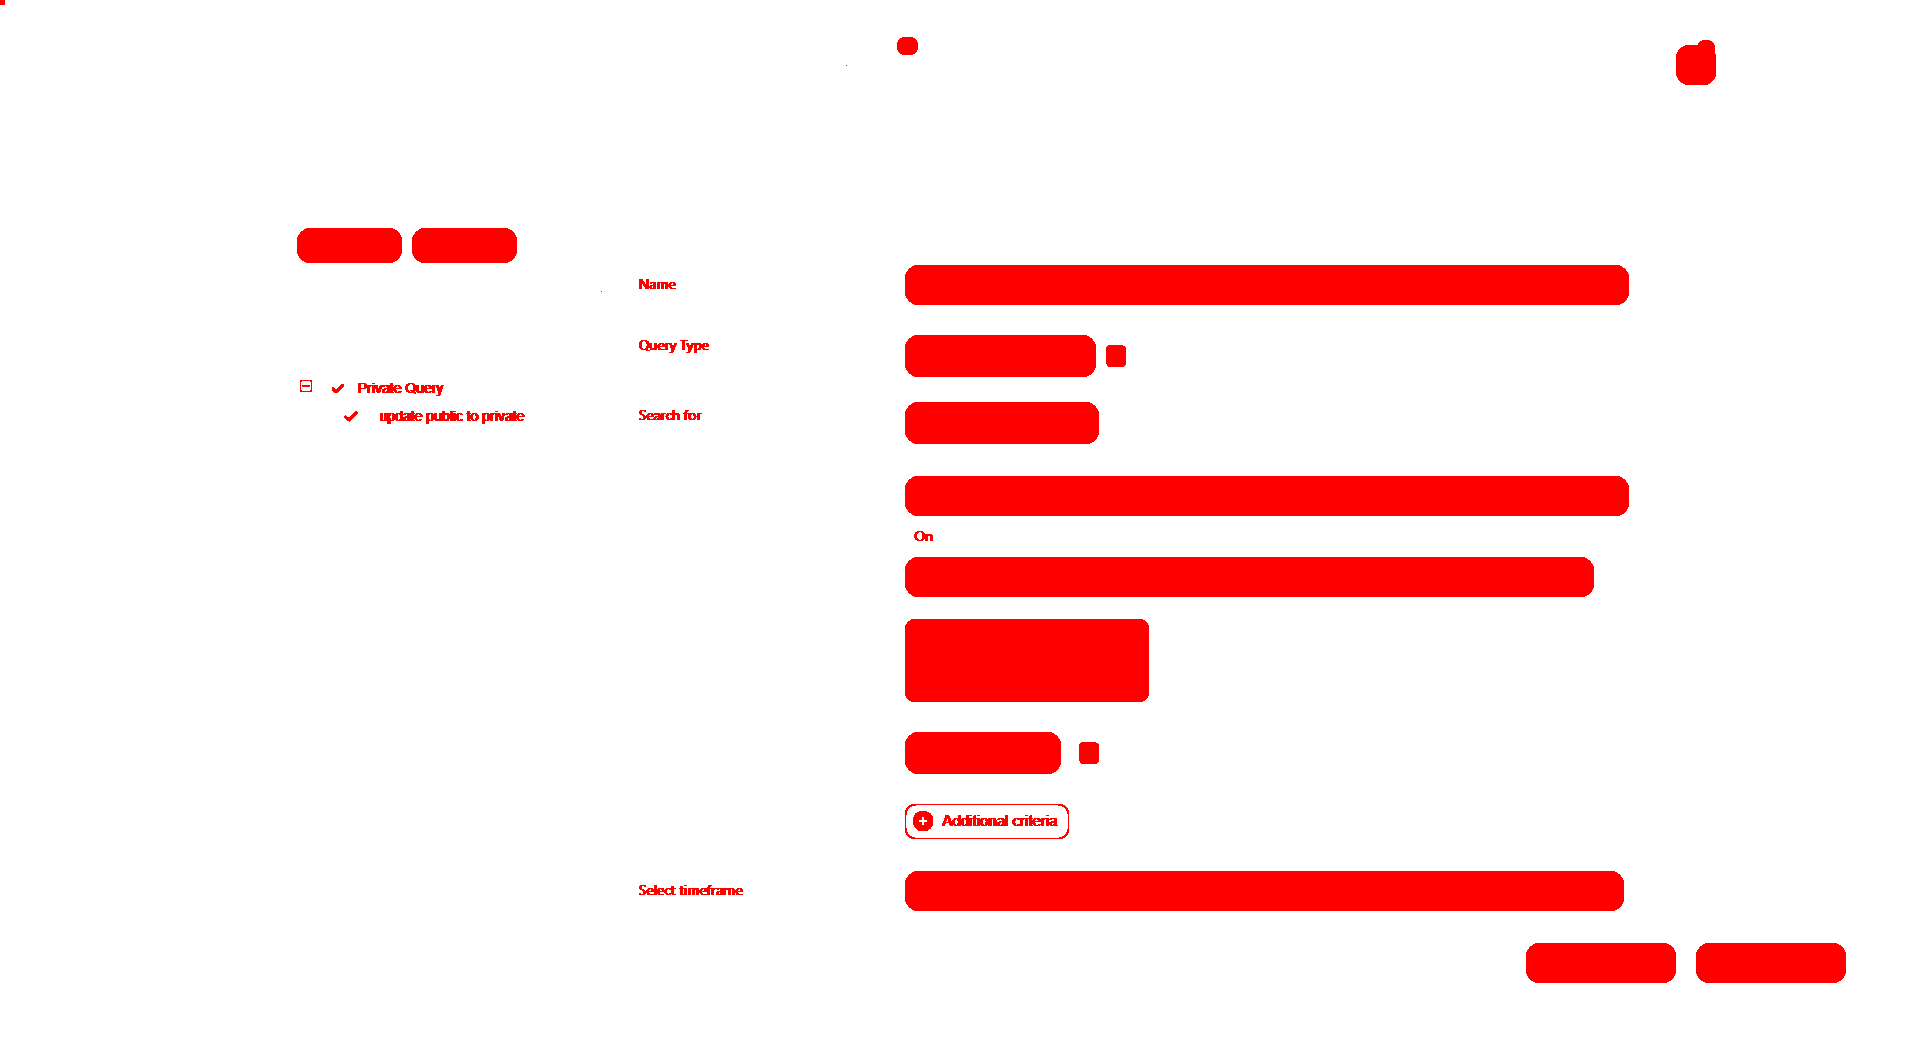 Name
Query Type
Private Query
update public to private
Search for
On
Additional criteria
Select timeframe